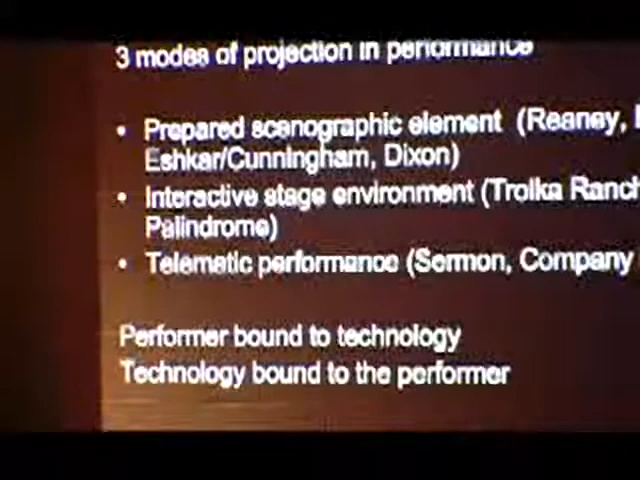 3 modes of projection in performance
• Prepared scenographic element (Reaney,
Eshkar/Cunningham, Dixon)
• Interactive stage environment (Troika Ranch
Palindrome)
• Telematic performance (Sermon, Company
Performer bound to technology
Technology bound to the performer